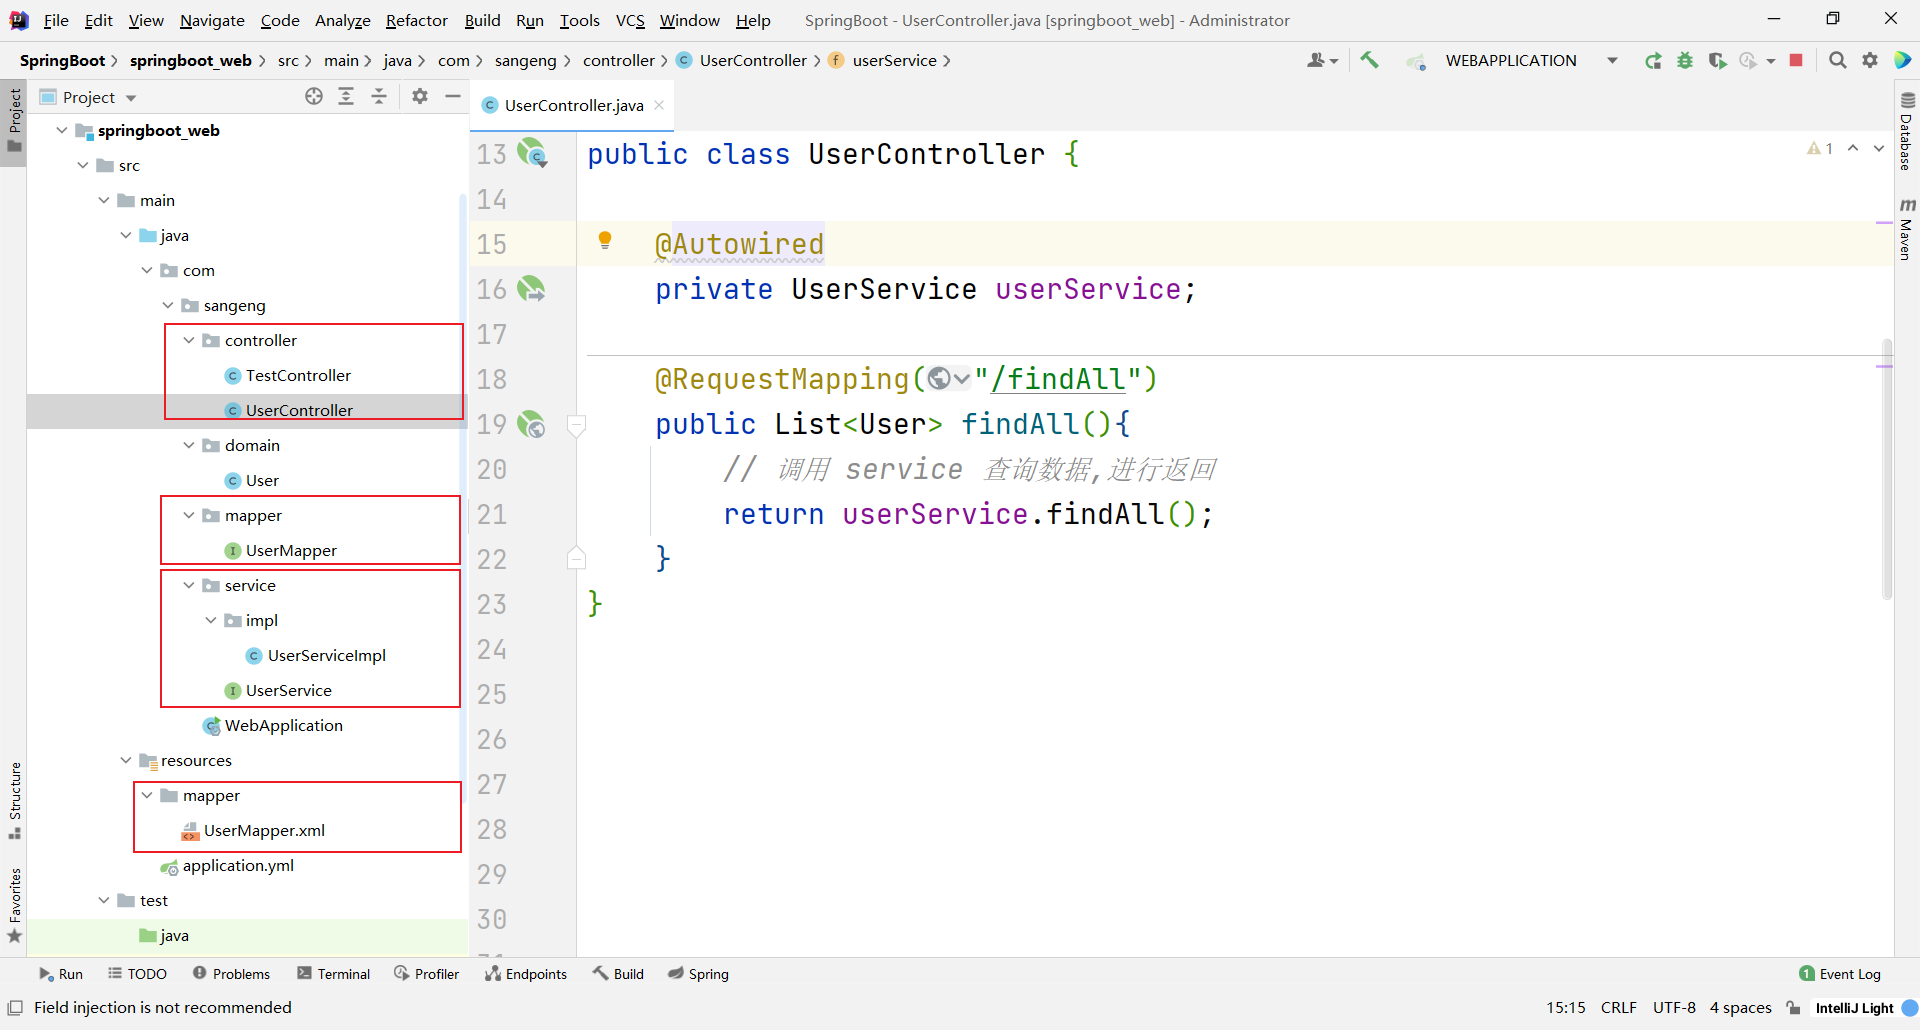 File Edit View Navigate Code Analyze Refactor Build Run Tools VCS Window Help SpringBoot - UserController.java [springboot_web] - Administrator
SpringBoot springboot_web src main java com sangeng controller UserController userService WEBAPPLICATION
Project
UserController.java
Project
springboot_web
src
main
java
com
sangeng
controller
TestController
UserController
domain
User
mapper
UserMapper
service
impl
UserServiceImpl
UserService
WebApplication
resources
mapper
UserMapper.xml
application.yml
test
java
13 public class UserController {
14
15 @Autowired
16 private UserService userService;
17
18 @RequestMapping("/findAll")
19 public List<User> findAll(){
20 // 调用 service 查询数据,进行返回
21 return userService.findAll();
22 }
23 }
24
25
26
27
28
29
30
1
Database
Maven
Structure
Favorites
Run TODO Problems Terminal Profiler Endpoints Build Spring 1 Event Log
Field injection is not recommended 15:15 CRLF UTF-8 4 spaces IntelliJ Light